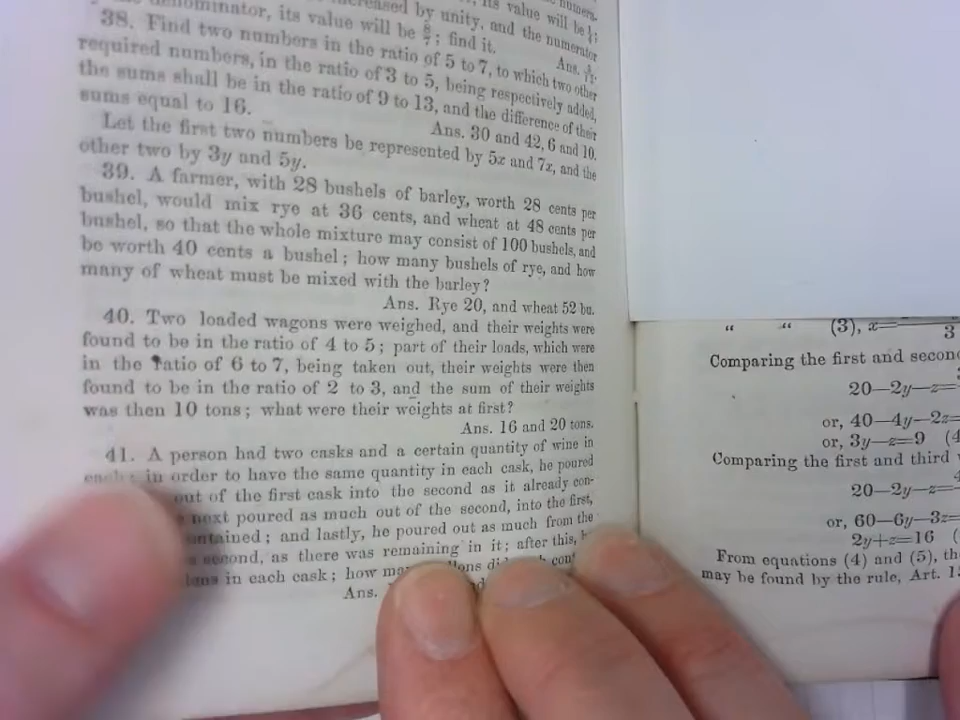 increased by unity, and the numerator
denominator, its value will be 8/7; find it.
its value will be
Ans.
38. Find two numbers in the ratio of 5 to 7, to which two other
required numbers, in the ratio of 3 to 5, being respectively added,
the sums shall be in the ratio of 9 to 13, and the difference of their
sums equal to 16.
Ans. 30 and 42, 6 and 10.
Let the first two numbers be represented by 5x and 7x, and the
other two by 3y and 5y.
39. A farmer, with 28 bushels of barley, worth 28 cents per
bushel, would mix rye at 36 cents, and wheat at 48 cents per
bushel, so that the whole mixture may consist of 100 bushels, and
be worth 40 cents a bushel; how many bushels of rye, and how
many of wheat must be mixed with the barley?
Ans. Rye 20, and wheat 52 bu.
40. Two loaded wagons were weighed, and their weights were
found to be in the ratio of 4 to 5; part of their loads, which were
in the ratio of 6 to 7, being taken out, their weights were then
found to be in the ratio of 2 to 3, and the sum of their weights
was then 10 tons; what were their weights at first?
Ans. 16 and 20 tons.
41. A person had two casks and a certain quantity of wine in
in order to have the same quantity in each cask, he poured
out of the first cask into the second as it already con-
next poured as much out of the second, into the first,
; and lastly, he poured out as much from the
second, as there was remaining in it; after this,
in each cask; how
Ans.
“ “ (3), x=
3
Comparing the first and second
20—2y—z=
or, 40—4y—2z=
or, 3y—z=9 (4
Comparing the first and third
20—2y—z=
or, 60—6y—3z=
2y+z=16 (
From equations (4) and (5),
may be found by the rule, Art.